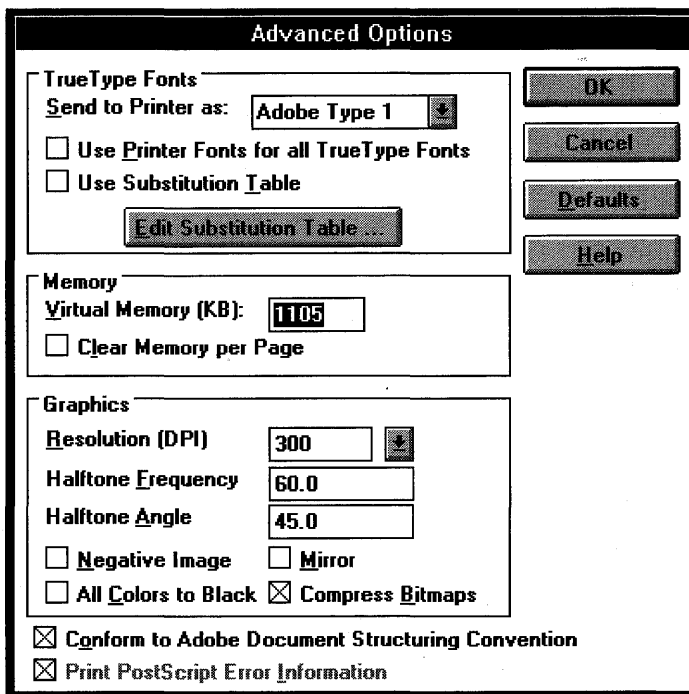 Advanced Options
TrueType Fonts
Send to Printer as: Adobe Type 1
Use Printer Fonts for all TrueType Fonts
Use Substitution Table
Edit Substitution Table ...
OK
Cancel
Defaults
Help
Memory
Virtual Memory (KB): 1105
Clear Memory per Page
Graphics
Resolution (DPI) 300
Halftone Frequency 60.0
Halftone Angle 45.0
Negative Image Mirror
All Colors to Black Compress Bitmaps
Conform to Adobe Document Structuring Convention
Print PostScript Error Information